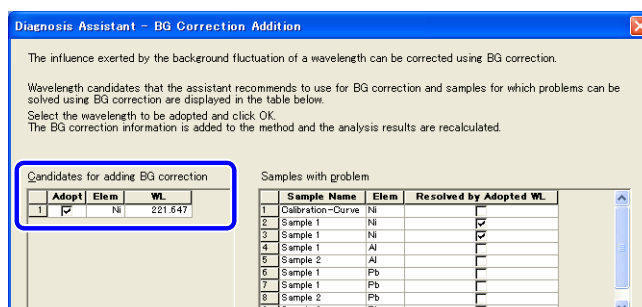 Diagnosis Assistant - BG Correction Addition
The influence exerted by the background fluctuation of a wavelength can be corrected using BG correction.
Wavelength candidates that the assistant recommends to use for BG correction and samples for which problems can be
solved using BG correction are displayed in the table below.
Select the wavelength to be adopted and click OK.
The BG correction information is added to the method and the analysis results are recalculated.
Candidates for adding BG correction
Adopt Elem WL
1 Ni 221.647
Samples with problem
Sample Name Elem Resolved by Adopted WL
1 Calibration-Curve Ni
2 Sample 1 Ni
3 Sample 1 Ni
4 Sample 1 Al
5 Sample 2 Al
6 Sample 1 Pb
7 Sample 1 Pb
8 Sample 2 Pb